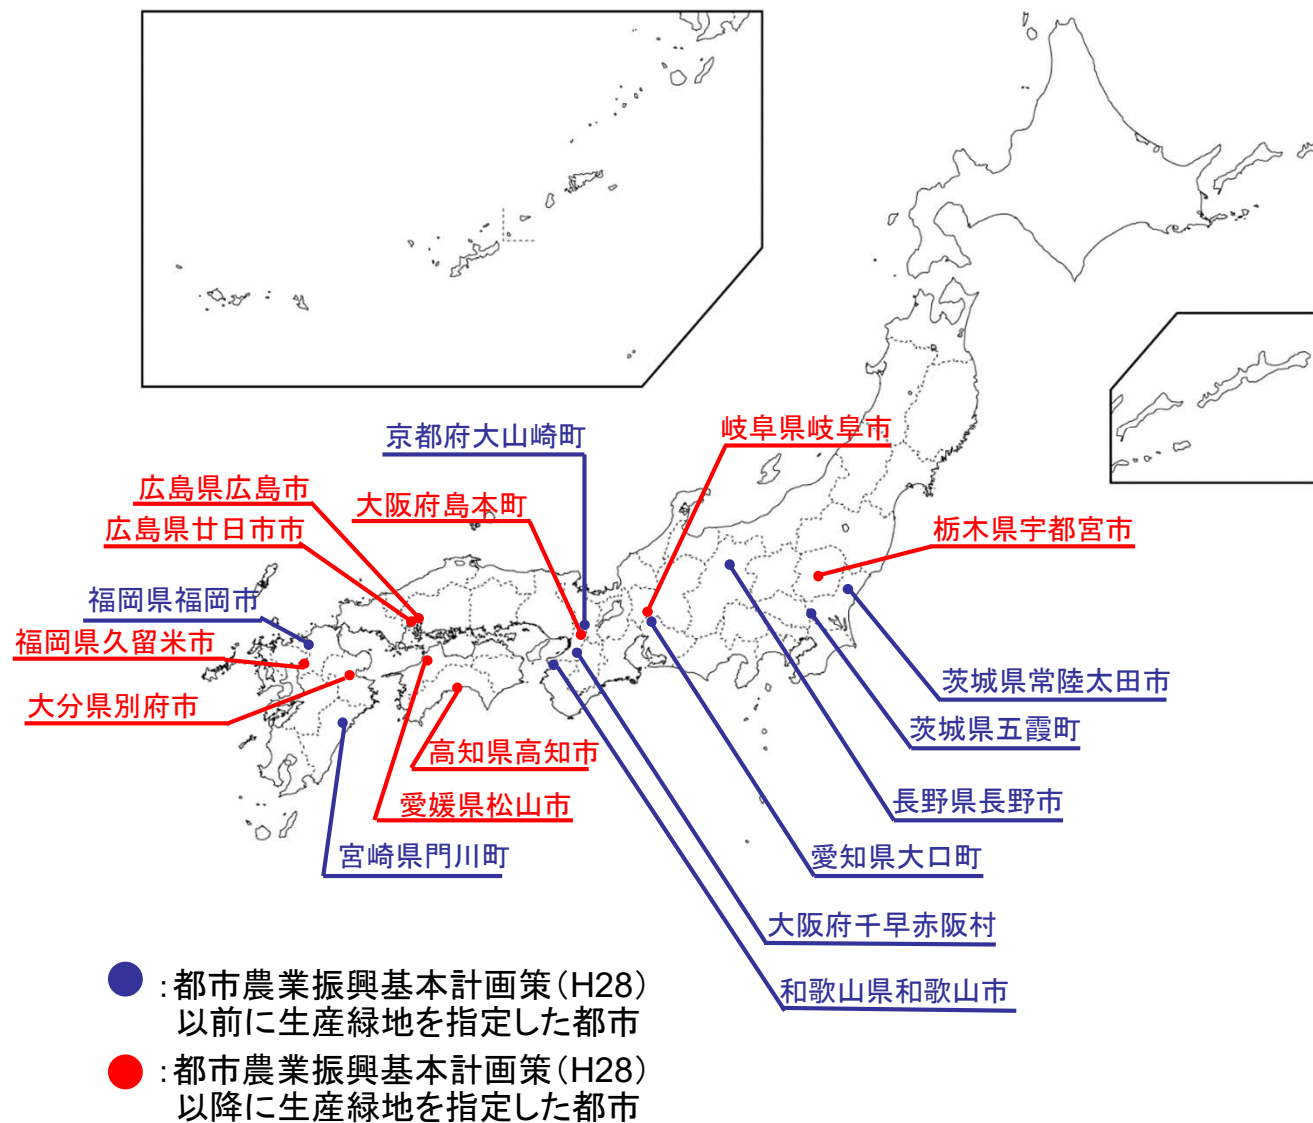 京都府大山崎町
岐阜県岐阜市
広島県広島市
大阪府島本町
広島県廿日市市
栃木県宇都宮市
福岡県福岡市
福岡県久留米市
大分県別府市
茨城県常陸太田市
茨城県五霞町
高知県高知市
愛媛県松山市
長野県長野市
宮崎県門川町
愛知県大口町
大阪府千早赤阪村
和歌山県和歌山市
：都市農業振興基本計画策（H28）
以前に生産緑地を指定した都市
：都市農業振興基本計画策（H28）
以降に生産緑地を指定した都市